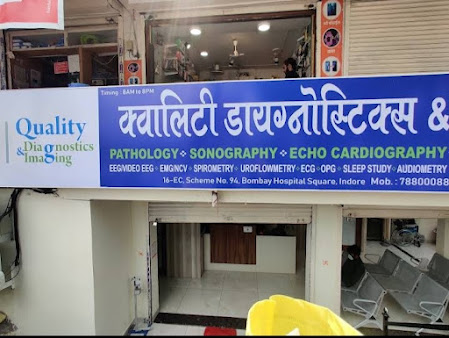 Timing : 8AM to 8PM
Quality
Diagnostics
& Imaging
क्वालिटी डायग्नोस्टिक्स &
PATHOLOGY SONOGRAPHY ECHO CARDIOGRAPHY
EEG/VIDEO EEG EMG/NCV SPIROMETRY UROFLOWMETRY ECG OPG SLEEP STUDY AUDIOMETRY
16-EC, Scheme No. 94, Bombay Hospital Square, Indore Mob. : 78800088